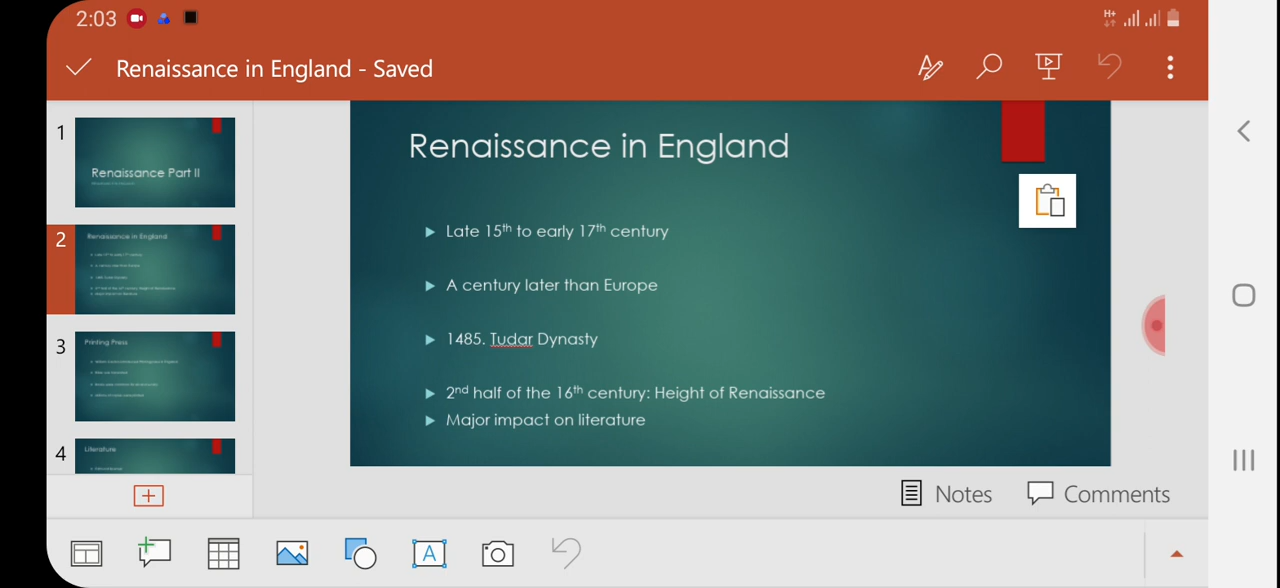 2:03
H+
Renaissance in England - Saved
1
Renaissance Part II
2
Renaissance in England
3
Printing Press
4
Literature
Renaissance in England
Late 15th to early 17th century
A century later than Europe
1485. Tudar Dynasty
2nd half of the 16th century: Height of Renaissance
Major impact on literature
Notes
Comments
A